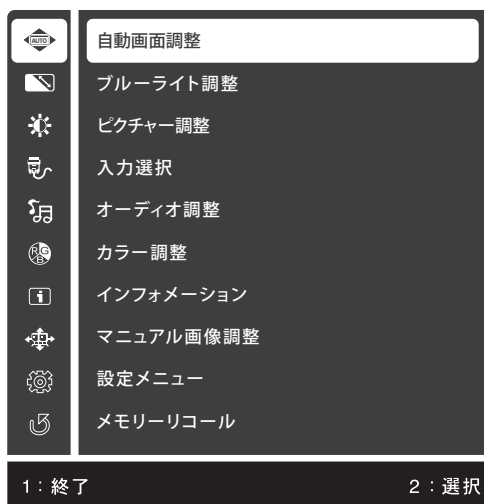 AUTO 自動画面調整
ブルーライト調整
ピクチャー調整
入力選択
オーディオ調整
RGB カラー調整
i インフォメーション
マニュアル画像調整
設定メニュー
メモリーリコール
1：終了 2：選択